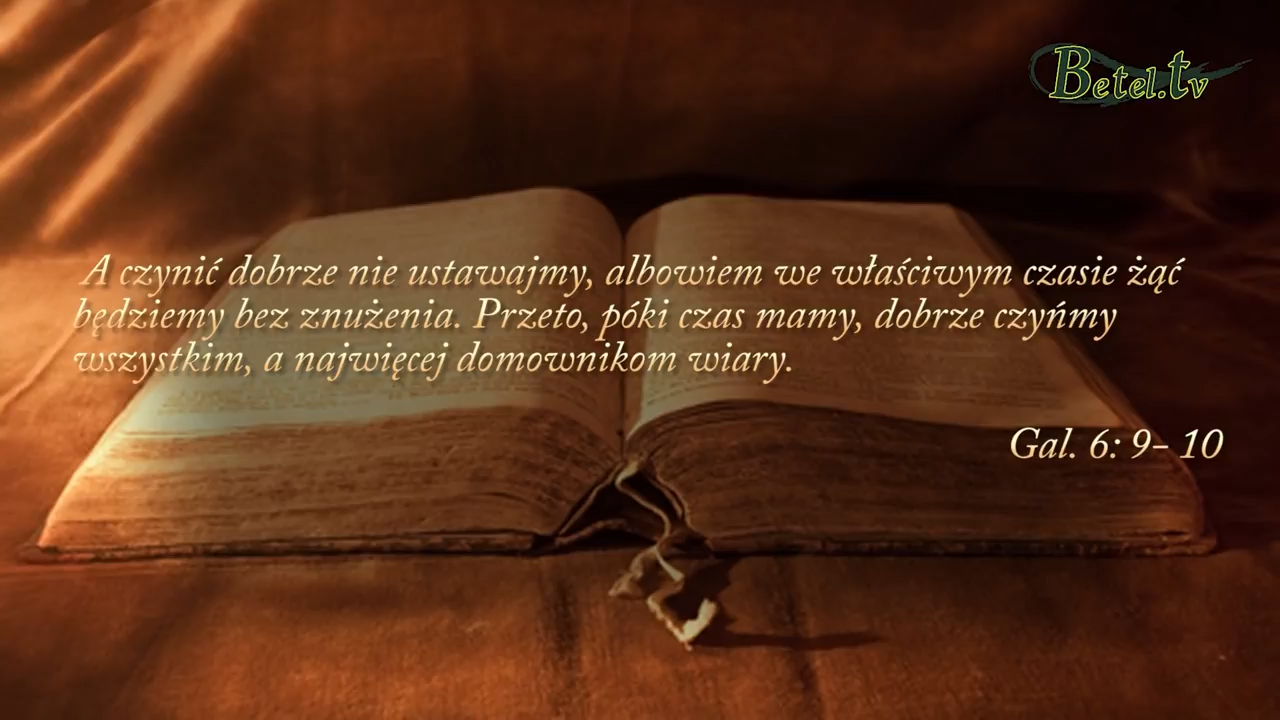 Betel.tv
A czynić dobrze nie ustawajmy, albowiem we właściwym czasie żąć
będziemy bez znużenia. Przeto, póki czas mamy, dobrze czyńmy
wszystkim, a najwięcej domownikom wiary.
Gal. 6: 9- 10